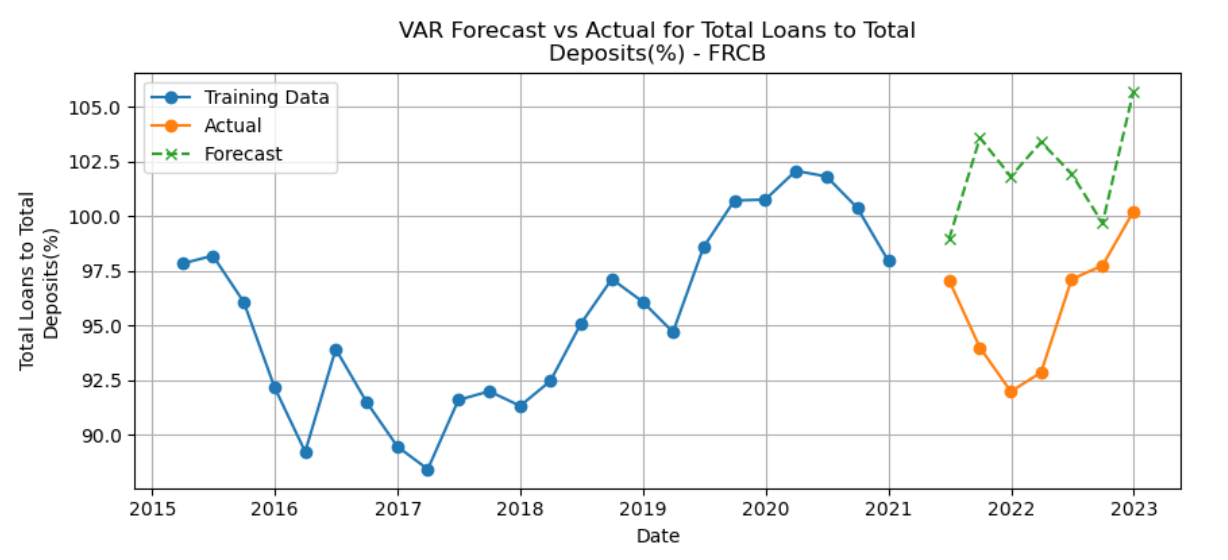 VAR Forecast vs Actual for Total Loans to Total
Deposits(%) - FRCB
Training Data
Actual
Forecast
Total Loans to Total
Deposits(%)
105.0
102.5
100.0
97.5
95.0
92.5
90.0
2015 2016 2017 2018 2019 2020 2021 2022 2023
Date